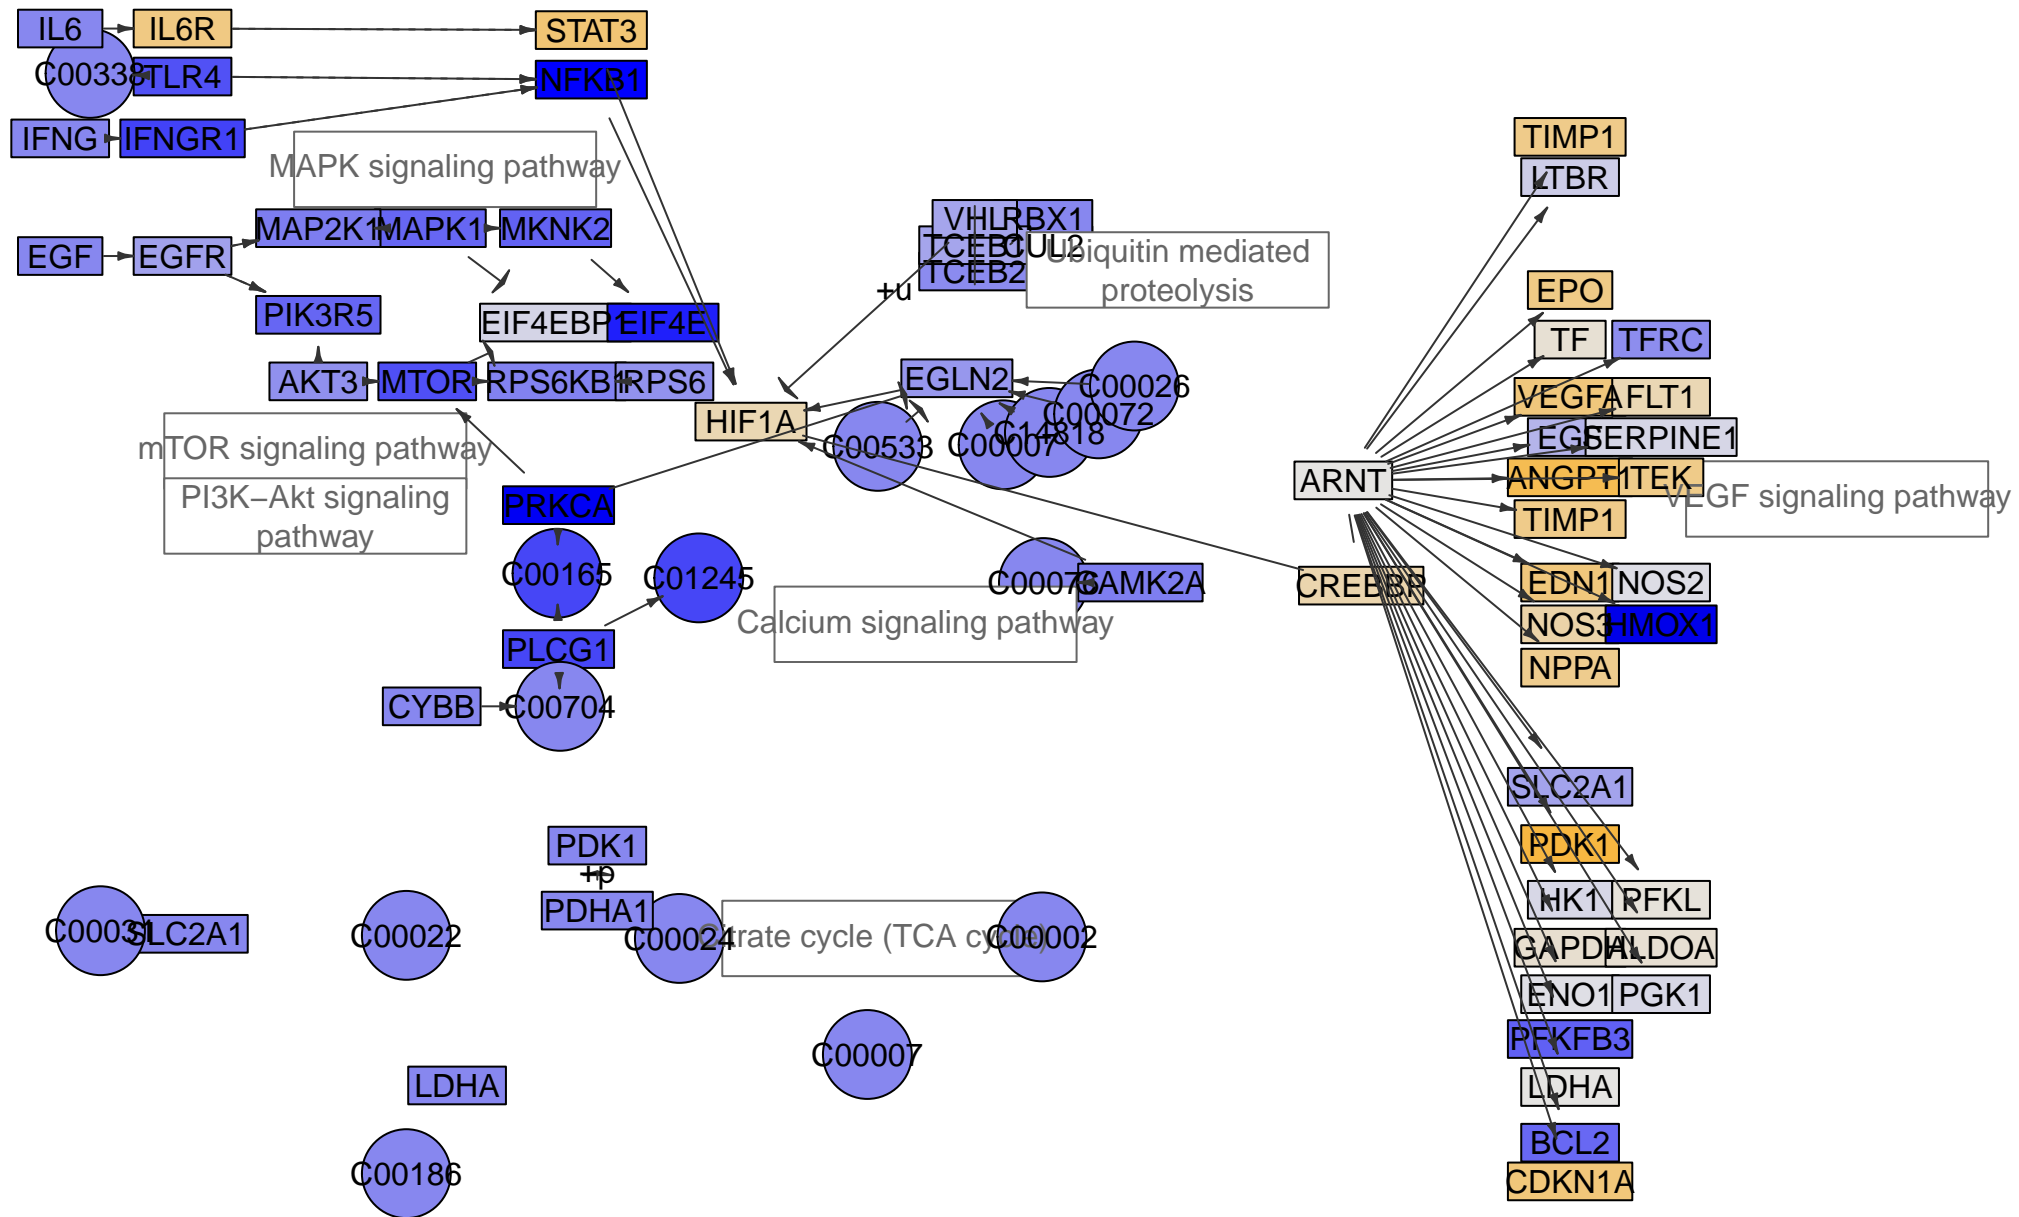 IL6
IL6R
STAT3
C00338
TLR4
NFKB1
IFNG
IFNGR1
MAPK signaling pathway
TIMP1
LTBR
MAP2K1
MAPK1
MKNK2
VHL
RBX1
EGF
EGFR
TCEB1
CUL2
TCEB2
Ubiquitin mediated
proteolysis
+u
EPO
PIK3R5
EIF4EBP1
EIF4E
TF
TFRC
AKT3
MTOR
RPS6KB1
RPS6
EGLN2
C00026
C00072
C14818
C00007
C00533
HIF1A
VEGFA
FLT1
EGF
SERPINE1
mTOR signaling pathway
PI3K–Akt signaling
pathway
ARNT
ANGPT1
TEK
VEGF signaling pathway
PRKCA
TIMP1
C00165
C01245
C00076
CAMK2A
CREBBP
EDN1
NOS2
Calcium signaling pathway
NOS3
HMOX1
PLCG1
NPPA
CYBB
C00704
SLC2A1
PDK1
+p
PDHA1
PDK1
HK1
PFKL
C00031
SLC2A1
C00022
C00024
Citrate cycle (TCA cycle)
C00002
GAPDH
ALDOA
ENO1
PGK1
C00007
PFKFB3
LDHA
LDHA
BCL2
C00186
CDKN1A